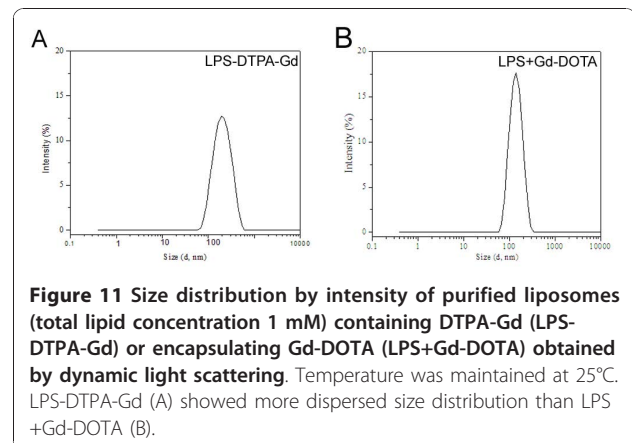 A
LPS-DTPA-Gd
20
15
10
5
0
Intensity (%)
0.1 1 10 100 1000 10000
Size (d, nm)
B
LPS+Gd-DOTA
20
15
10
5
0
Intensity (%)
0.1 1 10 100 1000 10000
Size (d, nm)
Figure 11 Size distribution by intensity of purified liposomes
(total lipid concentration 1 mM) containing DTPA-Gd (LPS-
DTPA-Gd) or encapsulating Gd-DOTA (LPS+Gd-DOTA) obtained
by dynamic light scattering. Temperature was maintained at 25°C.
LPS-DTPA-Gd (A) showed more dispersed size distribution than LPS
+Gd-DOTA (B).